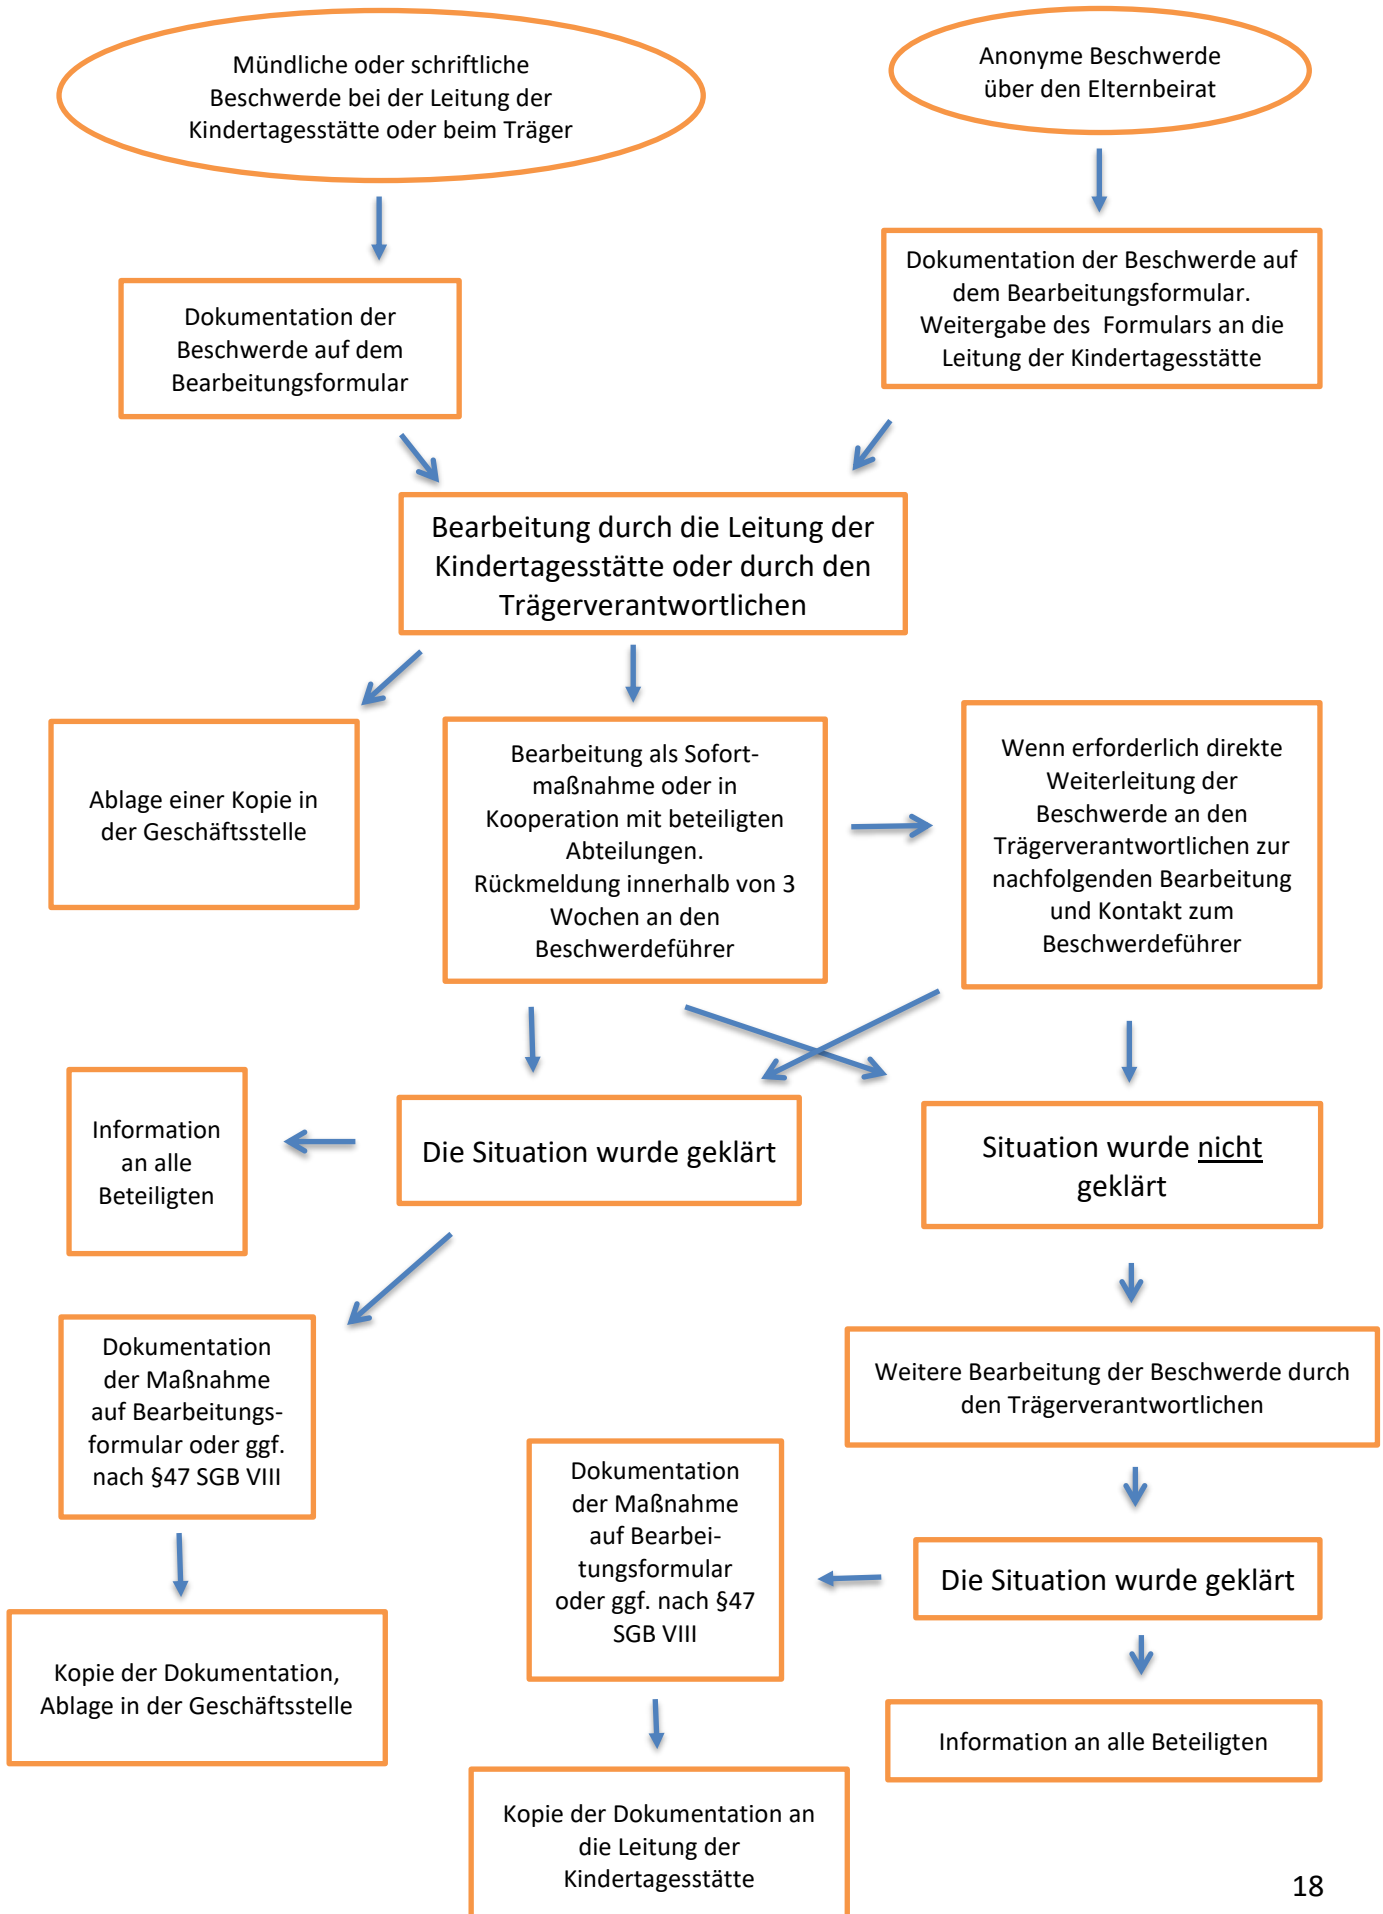 Mündliche oder schriftliche
Beschwerde bei der Leitung der
Kindertagesstätte oder beim Träger
Anonyme Beschwerde
über den Elternbeirat
Dokumentation der
Beschwerde auf dem
Bearbeitungsformular
Dokumentation der Beschwerde auf
dem Bearbeitungsformular.
Weitergabe des  Formulars an die
Leitung der Kindertagesstätte
Bearbeitung durch die Leitung der
Kindertagesstätte oder durch den
Trägerverantwortlichen
Ablage einer Kopie in
der Geschäftsstelle
Bearbeitung als Sofort-
maßnahme oder in
Kooperation mit beteiligten
Abteilungen.
Rückmeldung innerhalb von 3
Wochen an den
Beschwerdeführer
Wenn erforderlich direkte
Weiterleitung der
Beschwerde an den
Trägerverantwortlichen zur
nachfolgenden Bearbeitung
und Kontakt zum
Beschwerdeführer
Information
an alle
Beteiligten
Die Situation wurde geklärt
Situation wurde nicht
geklärt
Dokumentation
der Maßnahme
auf Bearbeitungs-
formular oder ggf.
nach §47 SGB VIII
Weitere Bearbeitung der Beschwerde durch
den Trägerverantwortlichen
Dokumentation
der Maßnahme
auf Bearbei-
tungsformular
oder ggf. nach §47
SGB VIII
Die Situation wurde geklärt
Kopie der Dokumentation,
Ablage in der Geschäftsstelle
Information an alle Beteiligten
Kopie der Dokumentation an
die Leitung der
Kindertagesstätte
18